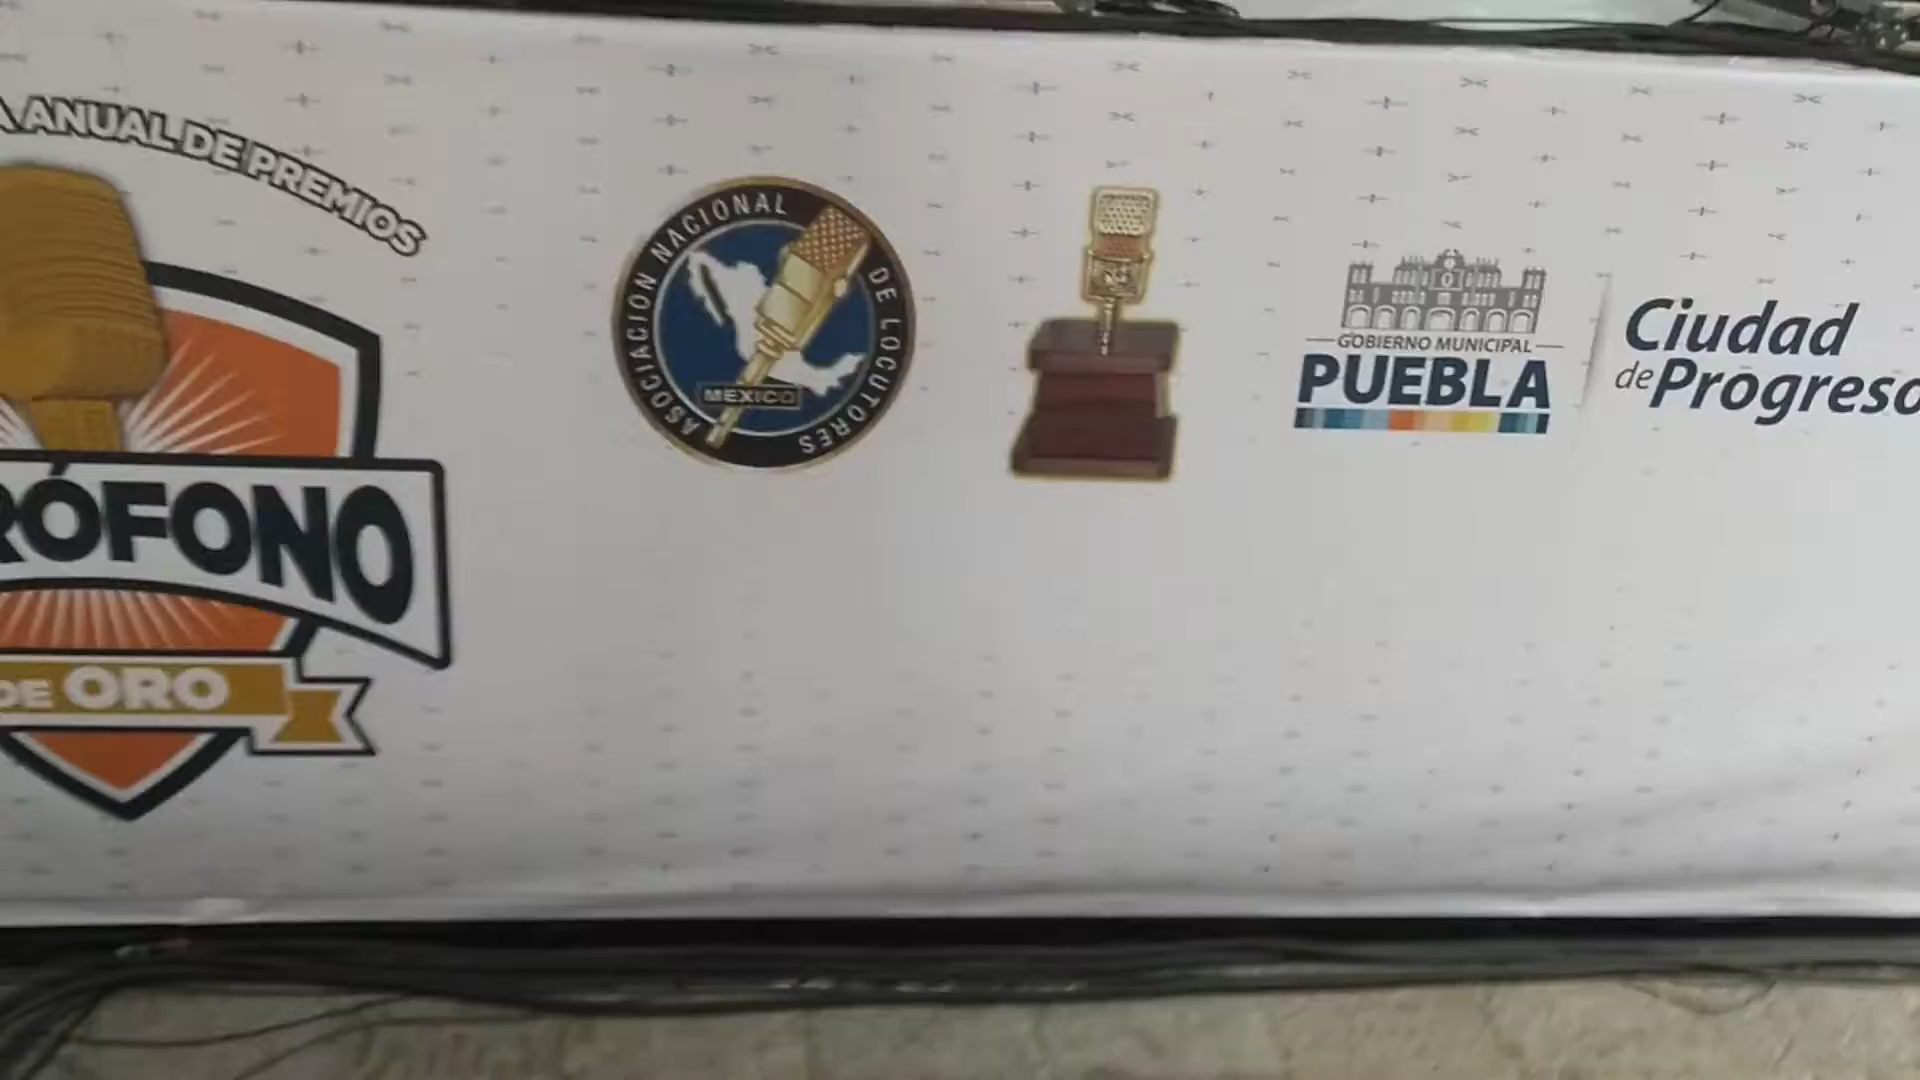 ANUAL DE PREMIOS
RÓFONO
DE ORO
ASOCIACION NACIONAL DE LOCUTORES
MEXICO
GOBIERNO MUNICIPAL
PUEBLA
Ciudad
de Progreso